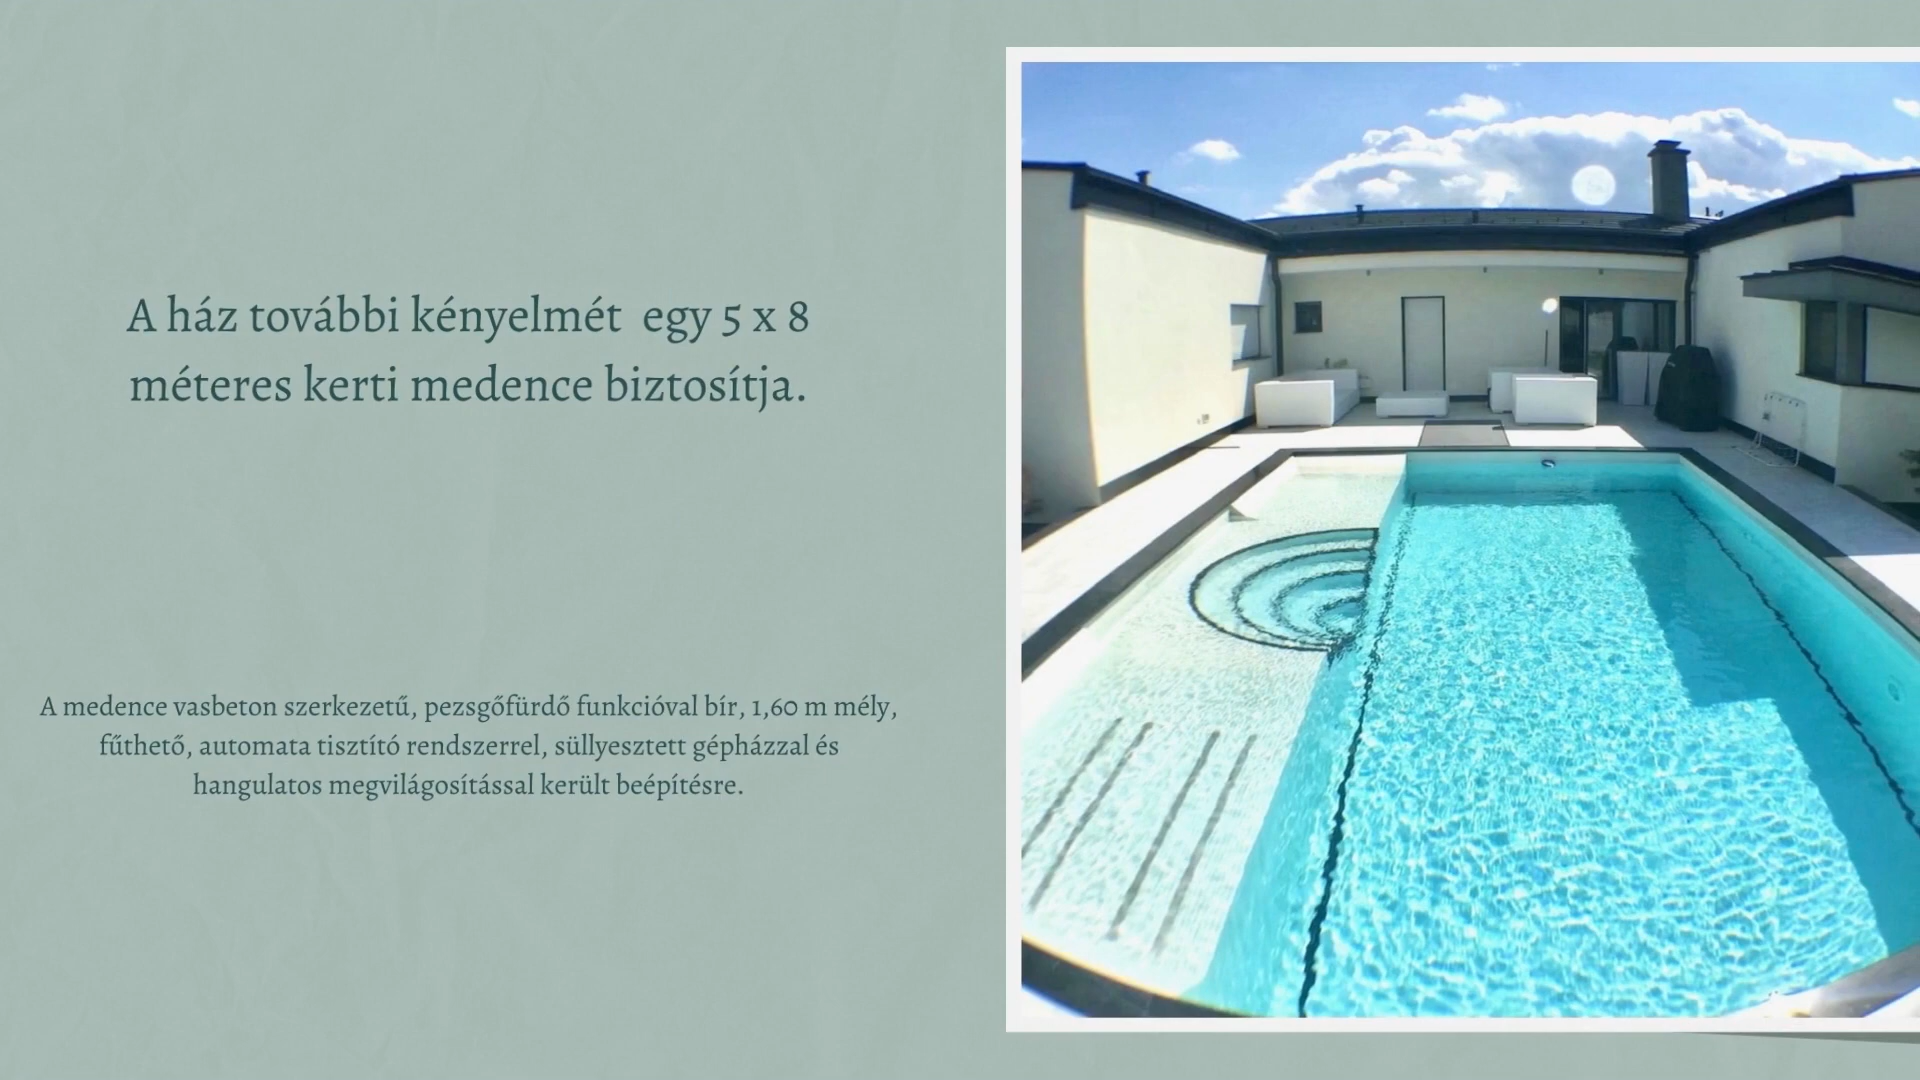 A ház további kényelmét egy 5 x 8
méteres kerti medence biztosítja.
A medence vasbeton szerkezetű, pezsgőfürdő funkcióval bír, 1,60 m mély,
fűthető, automata tisztító rendszerrel, süllyesztett gépházzal és
hangulatos megvilágosítással került beépítésre.